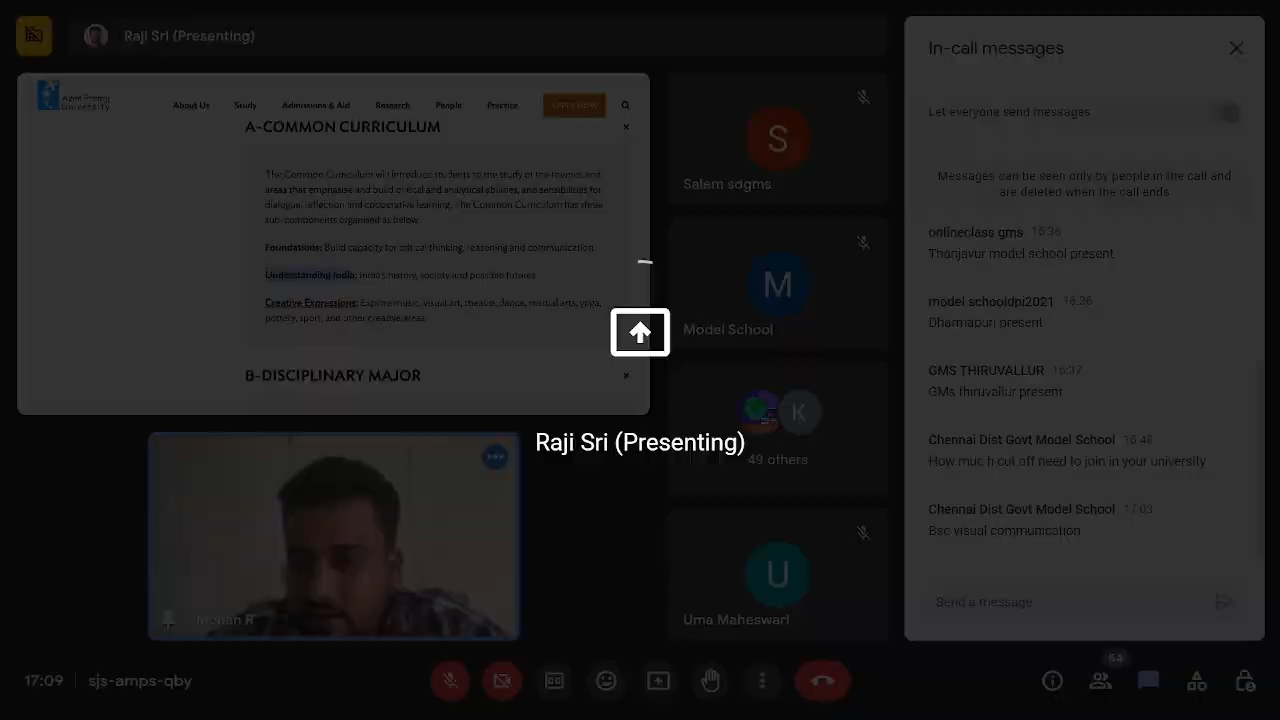 Raji Sri (Presenting)
Azim Premji
University
About Us
Study
Admissions & Aid
Research
People
Practice
APPLY NOW
A-COMMON CURRICULUM
The Common Curriculum will introduce students to the study of the themes and
areas that emphasise and build critical and analytical abilities, and sensibilities for
dialogue, reflection and cooperative learning. The Common Curriculum has three
sub-components organised as below.
Foundations: Build capacity for critical thinking, reasoning and communication.
Understanding India: India's history, society and possible futures
Creative Expressions: Explore music, visual art, theatre, dance, martial arts, yoga,
pottery, sport, and other creative areas.
B-DISCIPLINARY MAJOR
Raji Sri (Presenting)
Mohan R
S
Salem sdgms
M
Model School
K
49 others
U
Uma Maheswari
In-call messages
Let everyone send messages
Messages can be seen only by people in the call and
are deleted when the call ends
onlineclass gms 16:36
Thanjavur model school present
model schooldpi2021 16:36
Dharmapuri present
GMS THIRUVALLUR 16:37
GMs thiruvallur present
Chennai Dist Govt Model School 16:48
How much cut off need to join in your university
Chennai Dist Govt Model School 17:03
Bsc visual communication
Send a message
17:09 | sjs-amps-qby
54